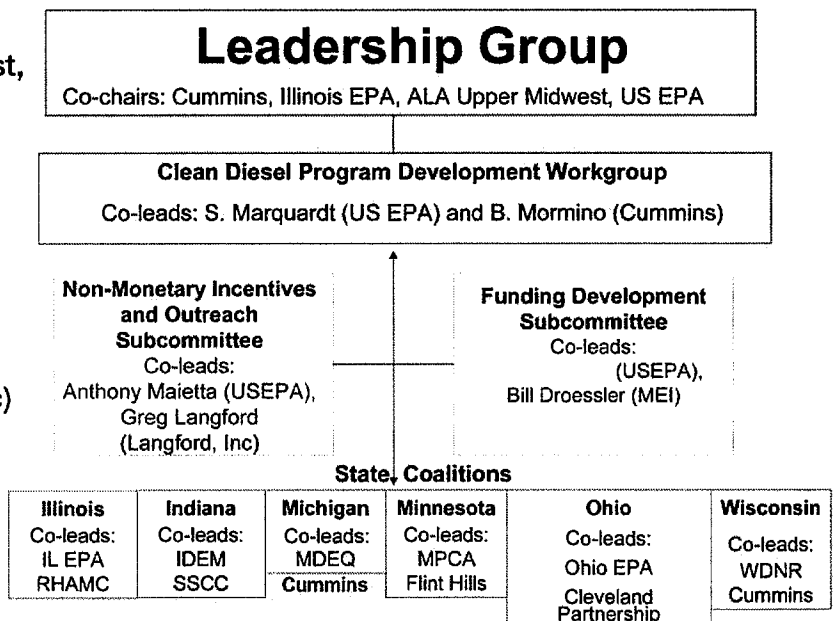 Leadership Group
Co-chairs: Cummins, Illinois EPA, ALA Upper Midwest, US EPA
Clean Diesel Program Development Workgroup
Co-leads: S. Marquardt (US EPA) and B. Mormino (Cummins)
Non-Monetary Incentives
and Outreach
Subcommittee
Co-leads:
Anthony Maietta (USEPA),
Greg Langford
(Langford, Inc)
Funding Development
Subcommittee
Co-leads:
(USEPA),
Bill Droessler (MEI)
State Coalitions
Illinois
Co-leads:
IL EPA
RHAMC
Indiana
Co-leads:
IDEM
SSCC
Michigan
Co-leads:
MDEQ
Cummins
Minnesota
Co-leads:
MPCA
Flint Hills
Ohio
Co-leads:
Ohio EPA
Cleveland
Partnership
Wisconsin
Co-leads:
WDNR
Cummins